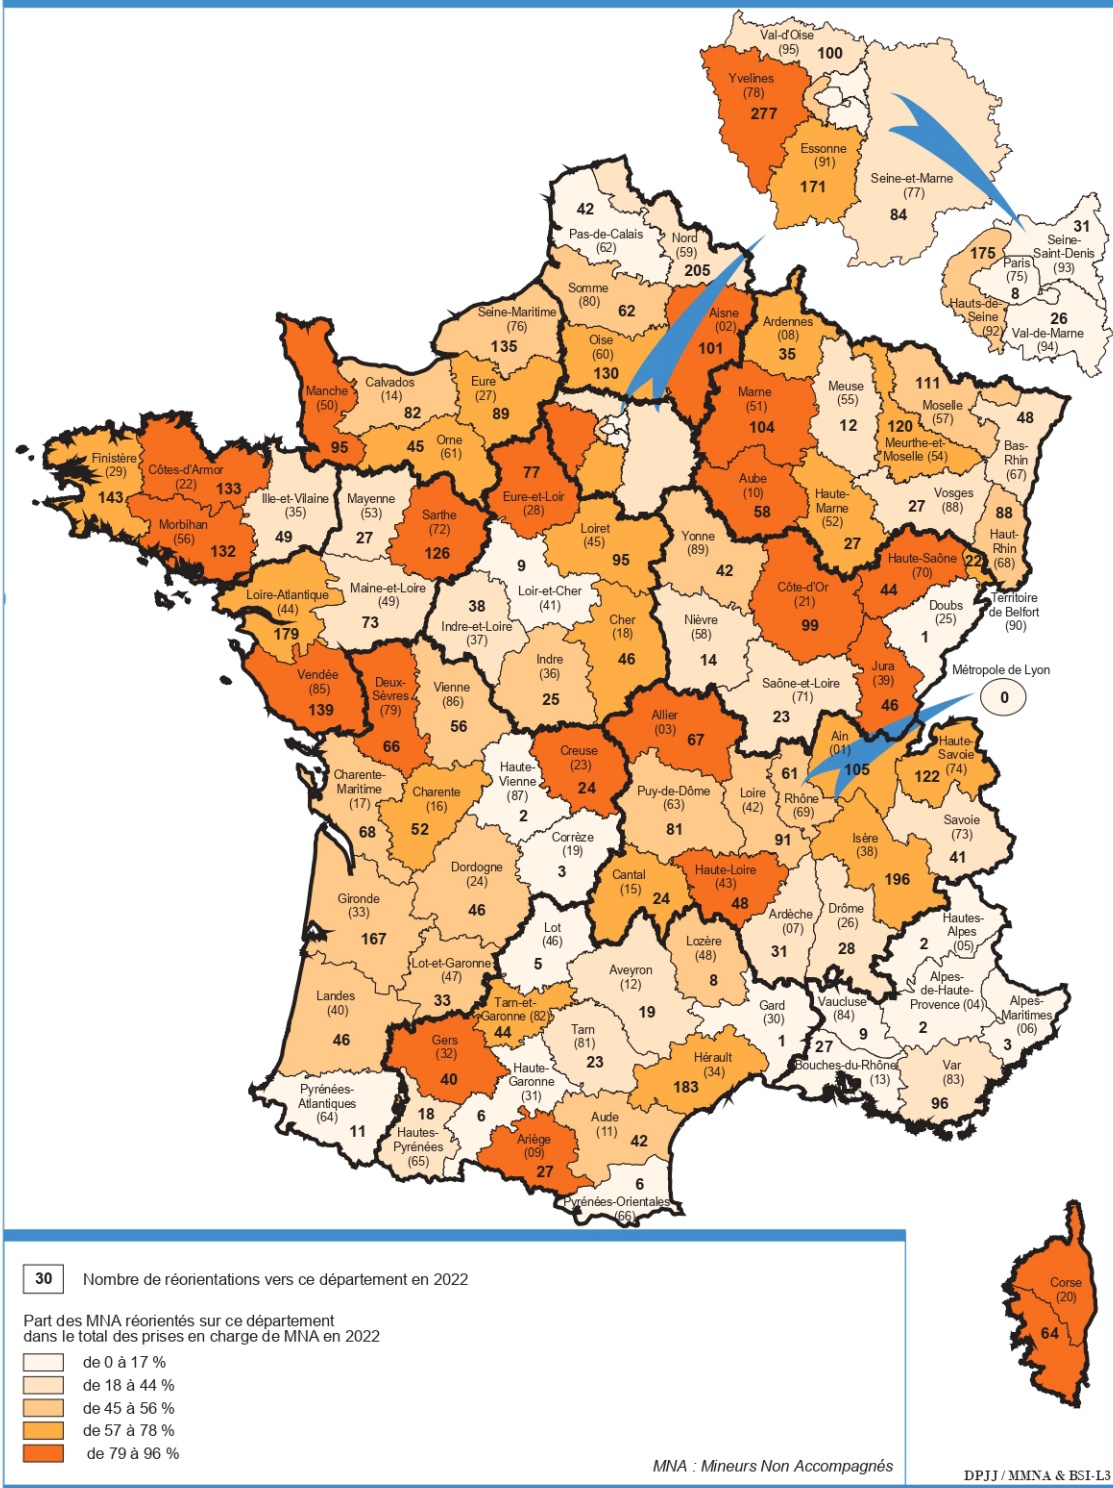 Val-d'Oise
(95)
100
Yvelines
(78)
277
Essonne
(91)
171
Seine-et-Marne
(77)
84
31
Seine-
Saint-Denis
(93)
175
Paris
(75)
8
Hauts-de-
Seine
(92)
26
Val-de-Marne
(94)
42
Pas-de-Calais
(62)
Nord
(59)
205
Somme
(80)
62
Aisne
(02)
101
Seine-Maritime
(76)
135
Oise
(60)
130
Ardennes
(08)
35
Manche
(50)
95
Calvados
(14)
82
Eure
(27)
89
45
Orne
(61)
Marne
(51)
104
Meuse
(55)
12
111
Moselle
(57)
120
Meurthe-et-
Moselle (54)
48
Bas-
Rhin
(67)
Finistère
(29)
143
Côtes-d'Armor
(22)
133
Morbihan
(56)
132
Ille-et-Vilaine
(35)
49
Mayenne
(53)
27
Sarthe
(72)
126
77
Eure-et-Loir
(28)
Aube
(10)
58
Haute-
Marne
(52)
27
27
Vosges
(88)
88
Haut-
Rhin
(68)
Loiret
(45)
95
Yonne
(89)
42
Haute-Saône
(70)
44
22
Territoire
de Belfort
(90)
Loire-Atlantique
(44)
179
Maine-et-Loire
(49)
73
9
Loir-et-Cher
(41)
38
Indre-et-Loire
(37)
Cher
(18)
46
Nièvre
(58)
14
Côte-d'Or
(21)
99
Doubs
(25)
1
Vendée
(85)
139
Deux-
Sèvres
(79)
66
Vienne
(86)
56
Indre
(36)
25
Saône-et-Loire
(71)
23
Jura
(39)
46
Métropole de Lyon
0
Allier
(03)
67
Creuse
(23)
24
Haute-
Vienne
(87)
2
Charente-
Maritime
(17)
68
Charente
(16)
52
Corrèze
(19)
3
Puy-de-Dôme
(63)
81
Loire
(42)
91
61
Rhône
(69)
Ain
(01)
105
Haute-
Savoie
(74)
122
Savoie
(73)
41
Isère
(38)
196
Dordogne
(24)
46
Gironde
(33)
167
Cantal
(15)
24
Haute-Loire
(43)
48
Ardèche
(07)
31
Drôme
(26)
28
Hautes-
Alpes
(05)
2
Lot
(46)
5
Lot-et-Garonne
(47)
33
Aveyron
(12)
19
Lozère
(48)
8
Landes
(40)
46
Tarn-et-
Garonne (82)
44
Tarn
(81)
23
Gard
(30)
1
Vaucluse
(84)
9
Alpes-
de-Haute-
Provence (04)
2
Alpes-
Maritimes
(06)
3
Gers
(32)
40
Haute-
Garonne
(31)
6
Hérault
(34)
183
27
Bouches-du-Rhône
(13)
Var
(83)
96
Pyrénées-
Atlantiques
(64)
11
18
Hautes-
Pyrénées
(65)
Ariège
(09)
27
Aude
(11)
42
6
Pyrénées-Orientales
(66)
Corse
(20)
64
30 Nombre de réorientations vers ce département en 2022
Part des MNA réorientés sur ce département
dans le total des prises en charge de MNA en 2022
de 0 à 17 %
de 18 à 44 %
de 45 à 56 %
de 57 à 78 %
de 79 à 96 %
MNA : Mineurs Non Accompagnés
DPJJ / MMNA & BSI-L3